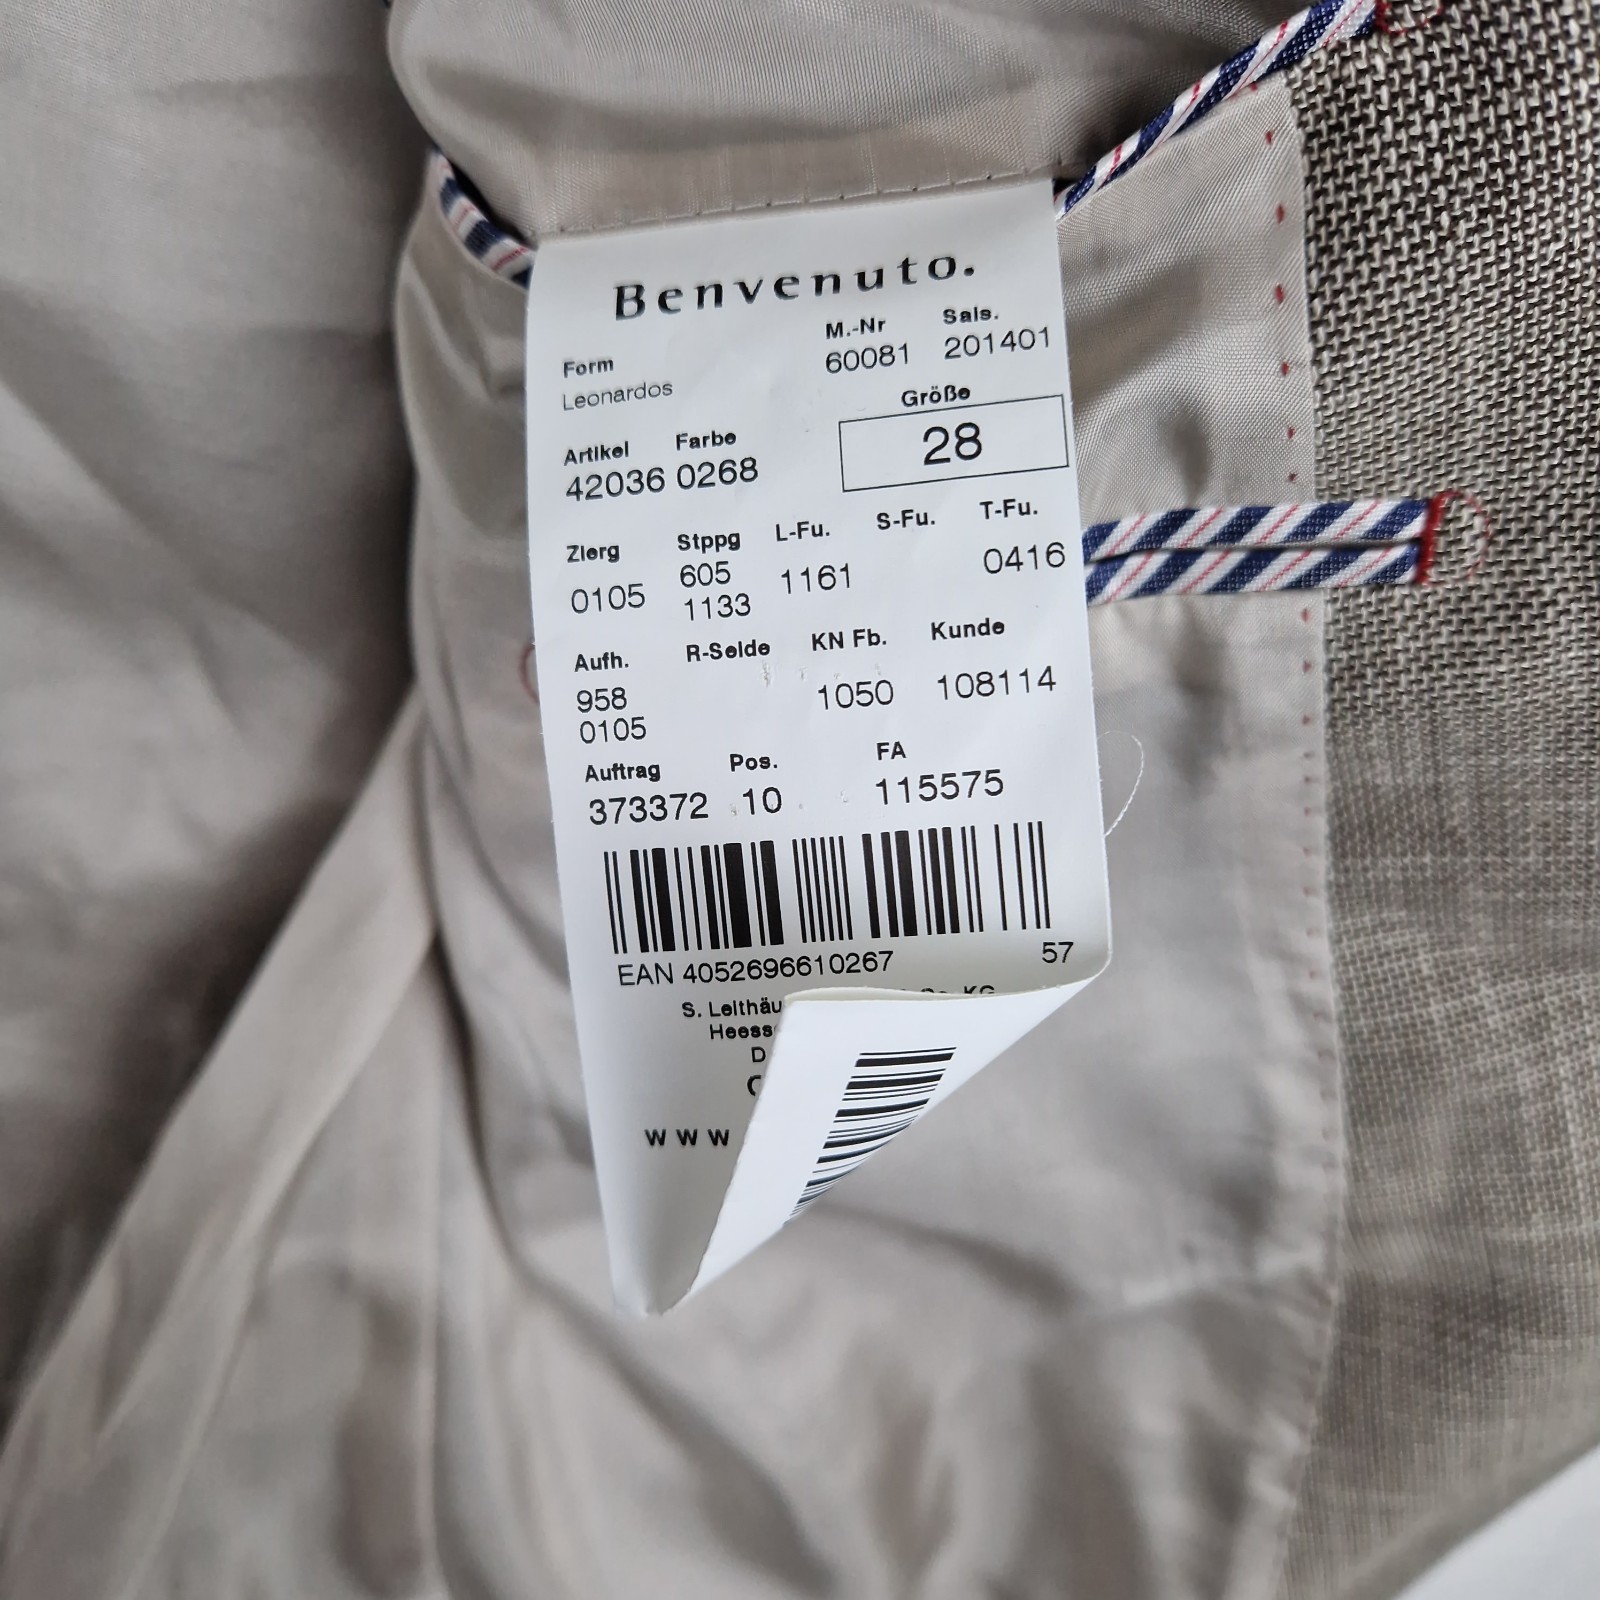 Benvenuto.
M.-Nr Sais.
Form 60081 201401
Leonardos
Größe
Artikel Farbe 28
42036 0268
Zierg Stppg L-Fu. S-Fu. T-Fu.
0105 605 1161 0416
1133
Aufh. R-Seide KN Fb. Kunde
958 1050 108114
0105
Auftrag Pos. FA
373372 10 115575
EAN 4052696610267 57
S. KG
D
www